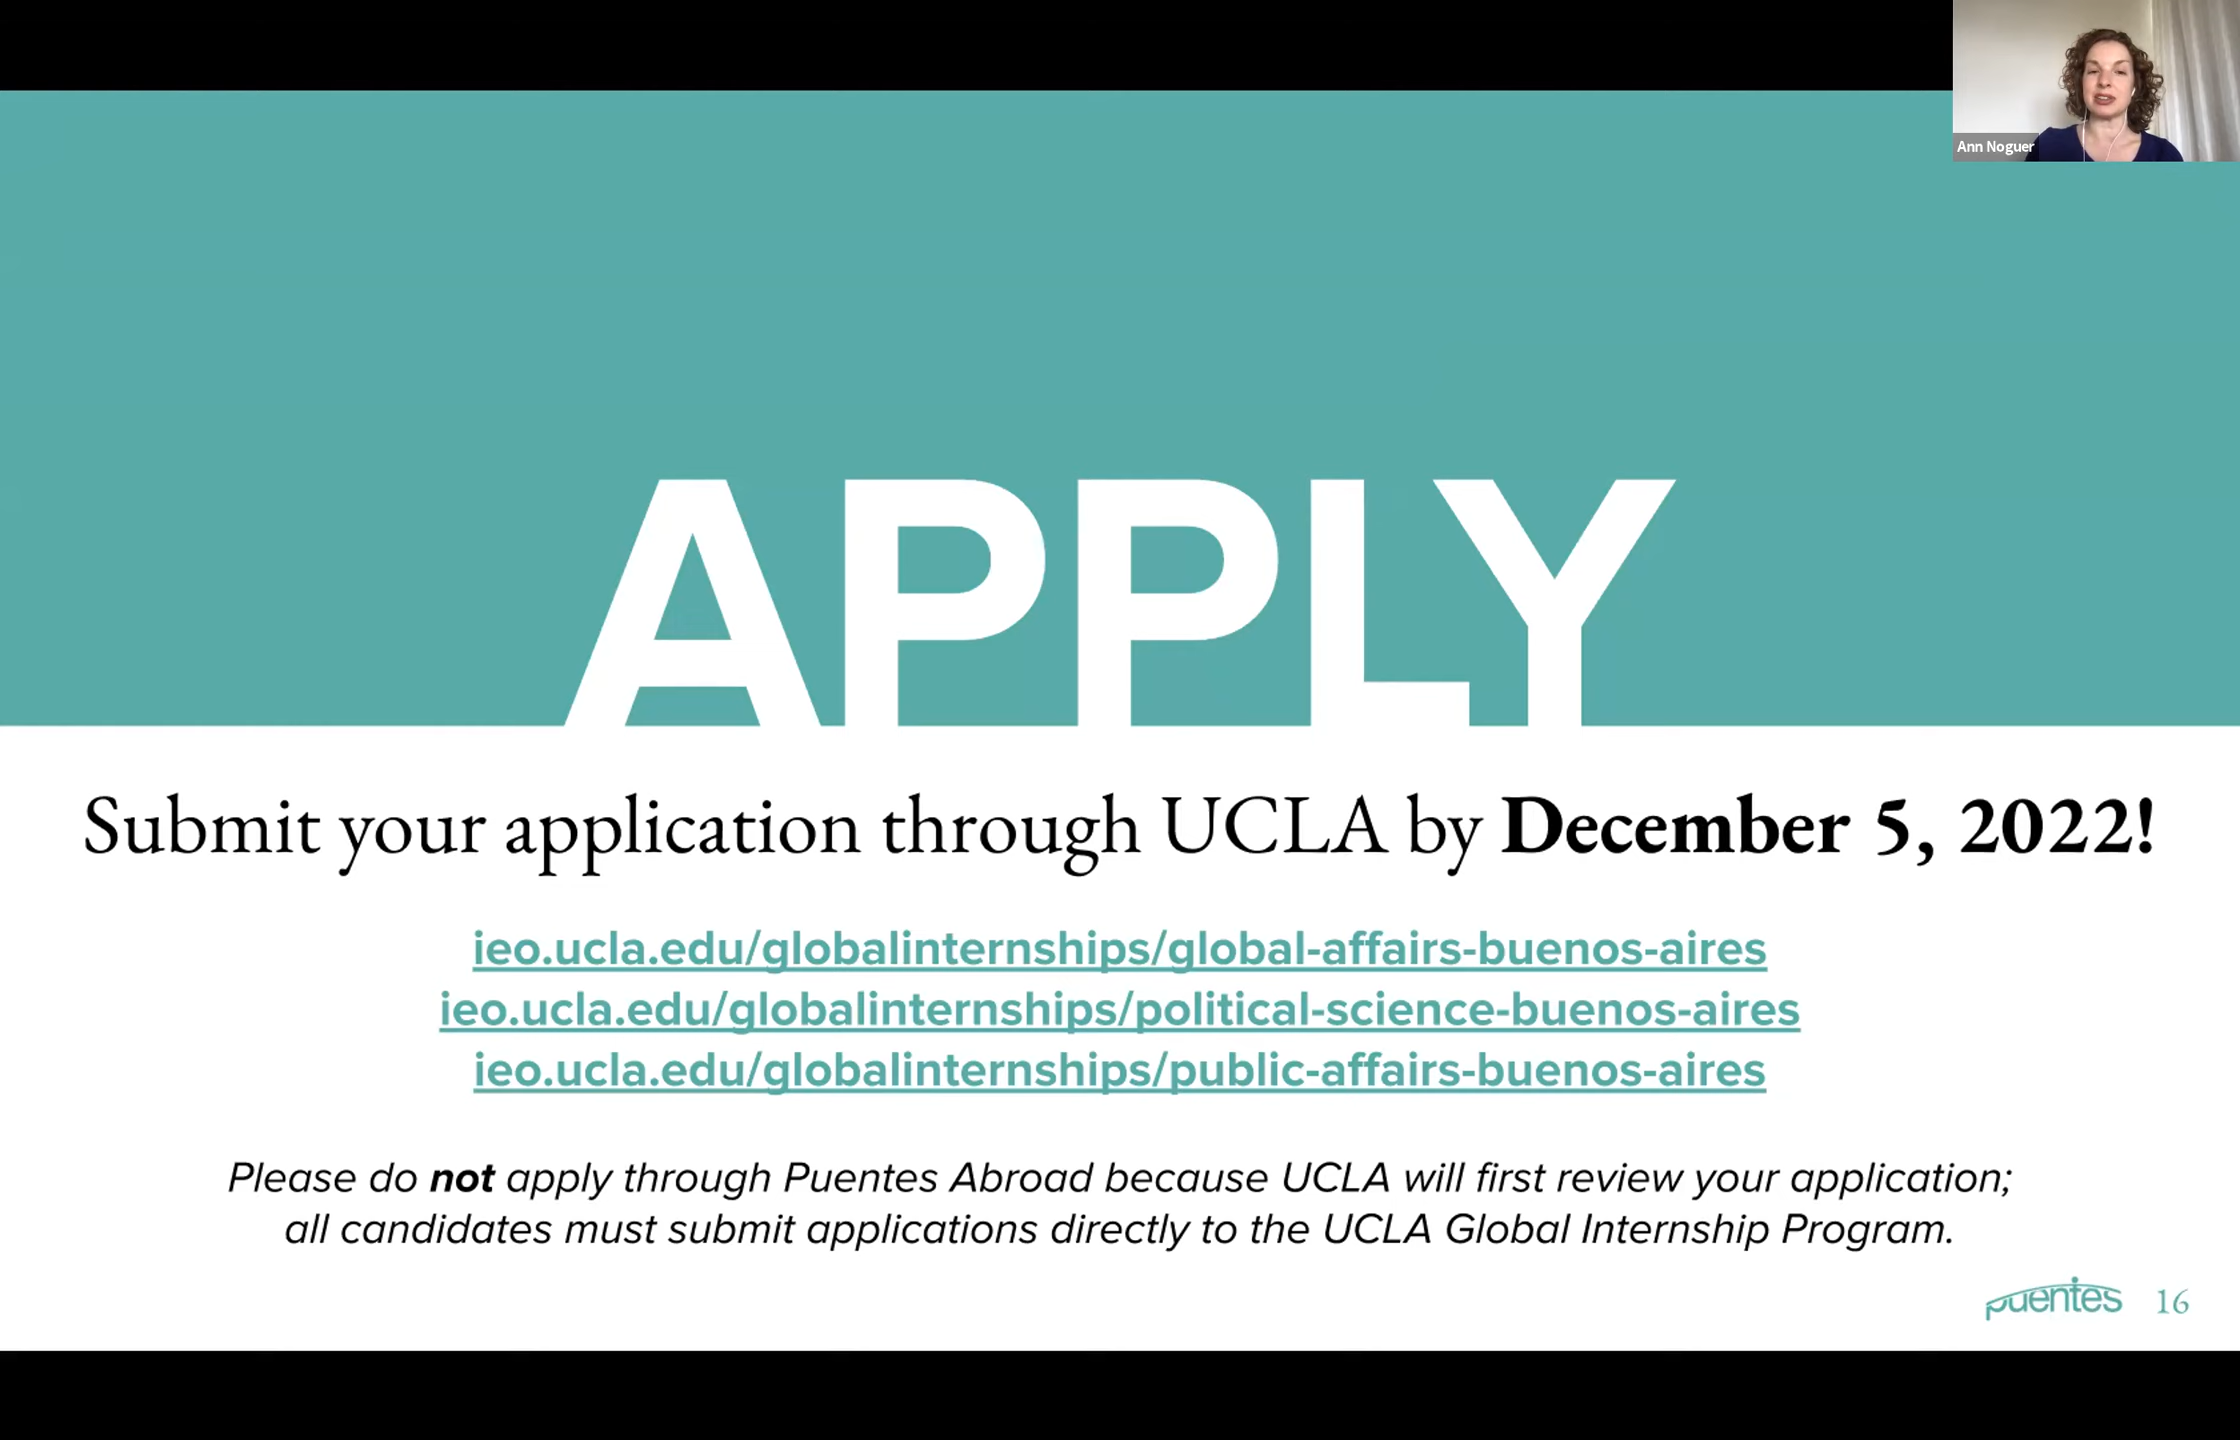 Ann Noguer
APPLY
Submit your application through UCLA by December 5, 2022!
ieo.ucla.edu/globalinternships/global-affairs-buenos-aires
ieo.ucla.edu/globalinternships/political-science-buenos-aires
ieo.ucla.edu/globalinternships/public-affairs-buenos-aires
Please do not apply through Puentes Abroad because UCLA will first review your application;
all candidates must submit applications directly to the UCLA Global Internship Program.
puentes 16